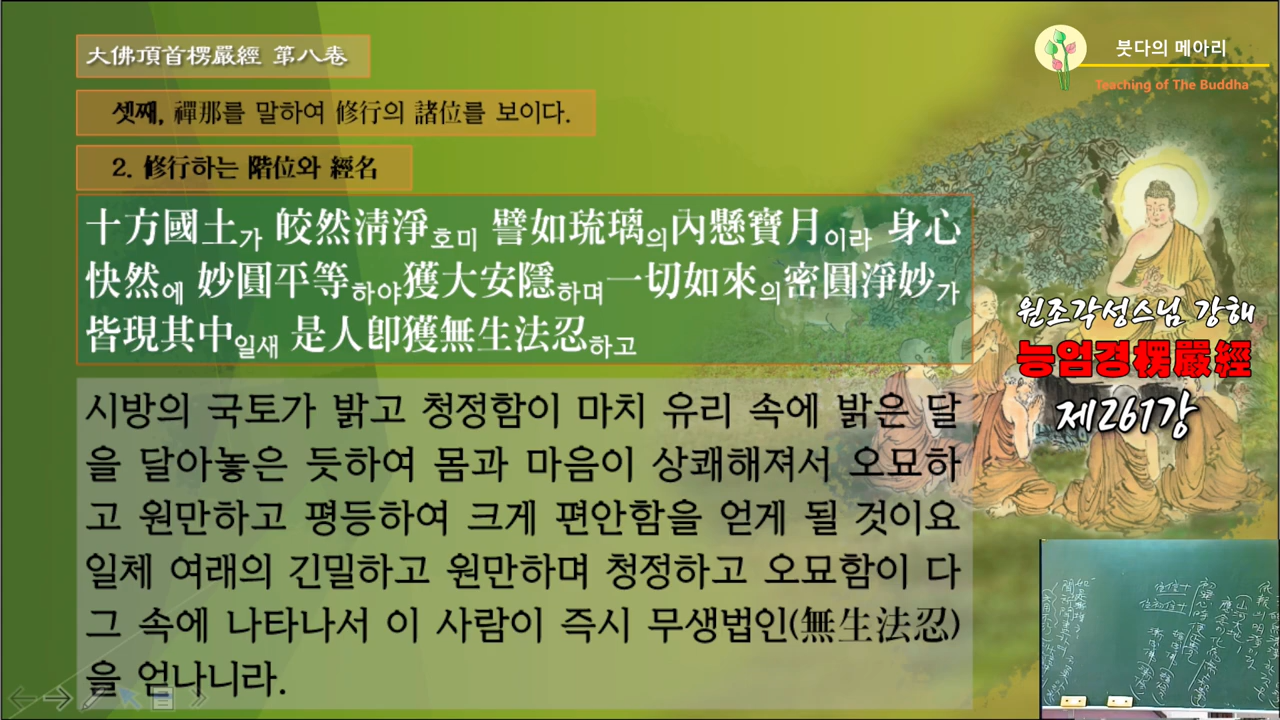 大佛頂首楞嚴經 第八卷
붓다의 메아리
Teaching of The Buddha
셋째, 禪那를 말하여 修行의 諸位를 보이다.
2. 修行하는 階位와 經名
十方國土가 皎然淸淨호미 譬如琉璃의內懸寶月이라 身心
快然에 妙圓平等하야獲大安隱하며一切如來의密圓淨妙가
皆現其中일새 是人卽獲無生法忍하고
시방의 국토가 밝고 청정함이 마치 유리 속에 밝은 달
을 달아놓은 듯하여 몸과 마음이 상쾌해져서 오묘하
고 원만하고 평등하여 크게 편안함을 얻게 될 것이요
일체 여래의 긴밀하고 원만하며 청정하고 오묘함이 다
그 속에 나타나서 이 사람이 즉시 무생법인(無生法忍)
을 얻나니라.
원조각성스님 강해
능엄경楞嚴經
제261강